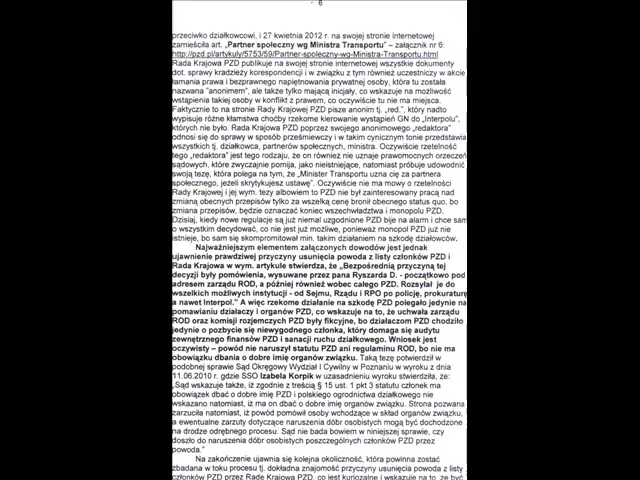 - 6
przeciwko działkowcowi, i 27 kwietnia 2012 r. na swojej stronie internetowej
zamieściła art. „Partner społeczny wg Ministra Transportu” – załącznik nr 6:
http://pzd.pl/artykuly/5753/59/Partner-spoleczny-wg-Ministra-Transportu.html
Rada Krajowa PZD publikuje na swojej stronie internetowej wszystkie dokumenty
dot. sprawy kradzieży korespondencji i w związku z tym również uczestniczy w akcie
łamania prawa i bezprawnego napiętnowania prywatnej osoby, która tu została
nazwana "anonimem", ale także tylko mającą inicjały, co wskazuje na możliwość
wstąpienia takiej osoby w konflikt z prawem, co oczywiście tu nie ma miejsca.
Faktycznie to na stronie Rady Krajowej PZD pisze anonim tj. „red.”, który nadto
wypisuje różne kłamstwa choćby rzekome kierowanie wystąpień GN do „Interpolu”,
których nie było. Rada Krajowa PZD poprzez swojego anonimowego „redaktora”
odnosi się do sprawy w sposób prześmiewczy i w takim cynicznym tonie przedstawia
wszystkich tj. działkowca, partnerów społecznych, ministra. Oczywiście rzetelność
tego „redaktora” jest tego rodzaju, że on również nie uznaje prawomocnych orzeczeń
sądowych, które zwyczajnie pomija, jako nieistniejące, natomiast próbuje udowodnić
swoją tezę, która polega na tym, że „Minister Transportu uzna cię za partnera
społecznego, jeżeli skrytykujesz ustawę”. Oczywiście nie ma mowy o rzetelności
Rady Krajowej i jej wym. tezy albowiem to PZD nie był zainteresowany pracą nad
zmianą obecnych przepisów tylko za wszelką cenę bronił obecnego status quo, bo
zmiana przepisów, będzie oznaczać koniec wszechwładztwa i monopolu PZD.
Dzisiaj, kiedy nowe regulacje są już niemal uzgodnione PZD bije na alarm i chce sam
o wszystkim decydować, co nie jest już możliwe, ponieważ monopol PZD już nie
istnieje, bo sam się skompromitował min. takim działaniem na szkodę działowców.
Najważniejszym elementem załączonych dowodów jest jednak
ujawnienie prawdziwej przyczyny usunięcia powoda z listy członków PZD i
Rada Krajowa w wym. artykule stwierdza, że „Bezpośrednią przyczyną tej
decyzji były pomówienia, wysuwane przez pana Ryszarda D. - początkowo pod
adresem zarządu ROD, a później również wobec całego PZD. Rozsyłał je do
wszelkich możliwych instytucji - od Sejmu, Rządu i RPO po policję, prokuraturę
a nawet Interpol.” A więc rzekome działanie na szkodę PZD polegało jedynie na
pomawianiu działaczy i organów PZD, co wskazuje na to, że uchwała zarządu
ROD oraz komisji rozjemczych PZD były fikcyjne, bo działaczom PZD chodziło
jedynie o pozbycie się niewygodnego członka, który domaga się audytu
zewnętrznego finansów PZD i sanacji ruchu działkowego. Wniosek jest
oczywisty – powód nie naruszył statutu PZD ani regulaminu ROD, bo nie ma
obowiązku dbania o dobre imię organów związku. Taką tezę potwierdził w
podobnej sprawie Sąd Okręgowy Wydział I Cywilny w Poznaniu w wyroku z dnia
11.06.2010 r. gdzie SSO Izabela Korpik w uzasadnieniu wyroku stwierdziła, że:
„Sąd wskazuje także, iż zgodnie z treścią § 15 ust. 1 pkt 3 statutu członek ma
obowiązek dbać o dobre imię PZD i polskiego ogrodnictwa działkowego nie
wskazano natomiast, iż ma on dbać o dobre imię organów związku. Strona pozwana
zarzuciła natomiast, iż powód pomówił osoby wchodzące w skład organów związku,
a ewentualne zarzuty dotyczące naruszenia dóbr osobistych mogą być dochodzone
na drodze odrębnego procesu. Sąd nie bada bowiem w niniejszej sprawie, czy
doszło do naruszenia dóbr osobistych poszczególnych członków PZD przez
powoda.”
Na zakończenie ujawnia się kolejna okoliczność, która powinna zostać
zbadana w toku procesu tj. dokładna znajomość przyczyny usunięcia powoda z listy
członków PZD przez Radę Krajową PZD, co jest kuriozalne i wskazuje na to, że być